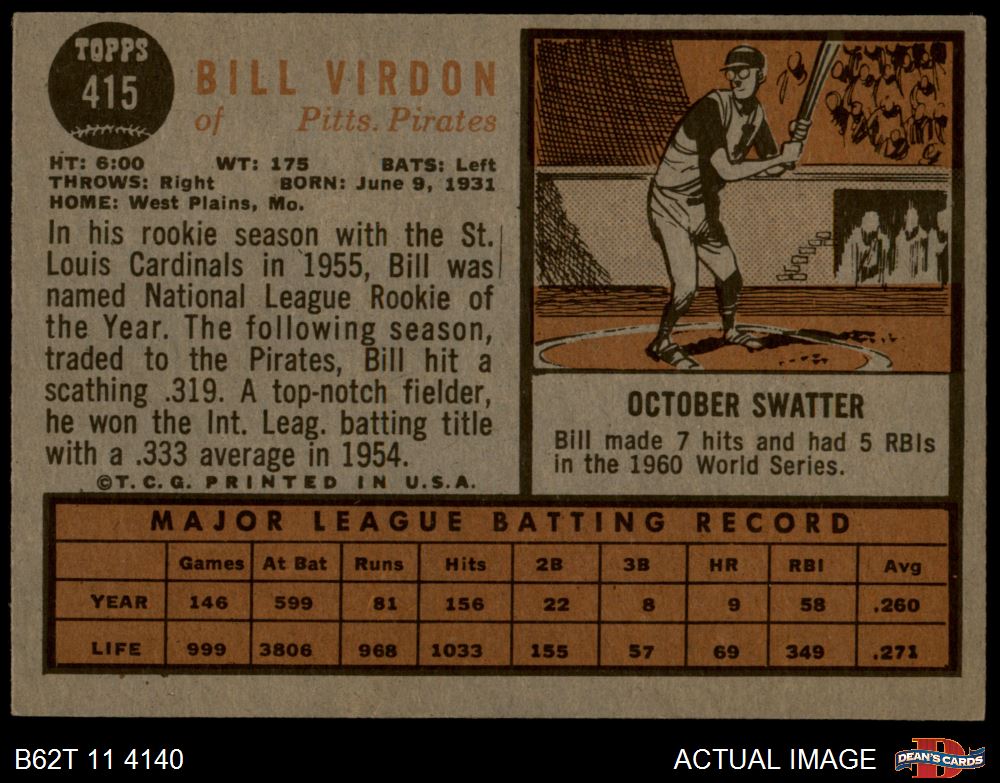 TOPPS
415
BILL VIRDON
of Pitts. Pirates
HT: 6:00 WT: 175 BATS: Left
THROWS: Right BORN: June 9, 1931
HOME: West Plains, Mo.
In his rookie season with the St.
Louis Cardinals in 1955, Bill was
named National League Rookie of
the Year. The following season,
traded to the Pirates, Bill hit a
scathing .319. A top-notch fielder,
he won the Int. Leag. batting title
with a .333 average in 1954.
©T.C.G. PRINTED IN U.S.A.
OCTOBER SWATTER
Bill made 7 hits and had 5 RBIs
in the 1960 World Series.
MAJOR LEAGUE BATTING RECORD
Games At Bat Runs Hits 2B 3B HR RBI Avg
YEAR 146 599 81 156 22 8 9 58 .260
LIFE 999 3806 968 1033 155 57 69 349 .271
B62T 11 4140 ACTUAL IMAGE
D
DEAN'S CARDS